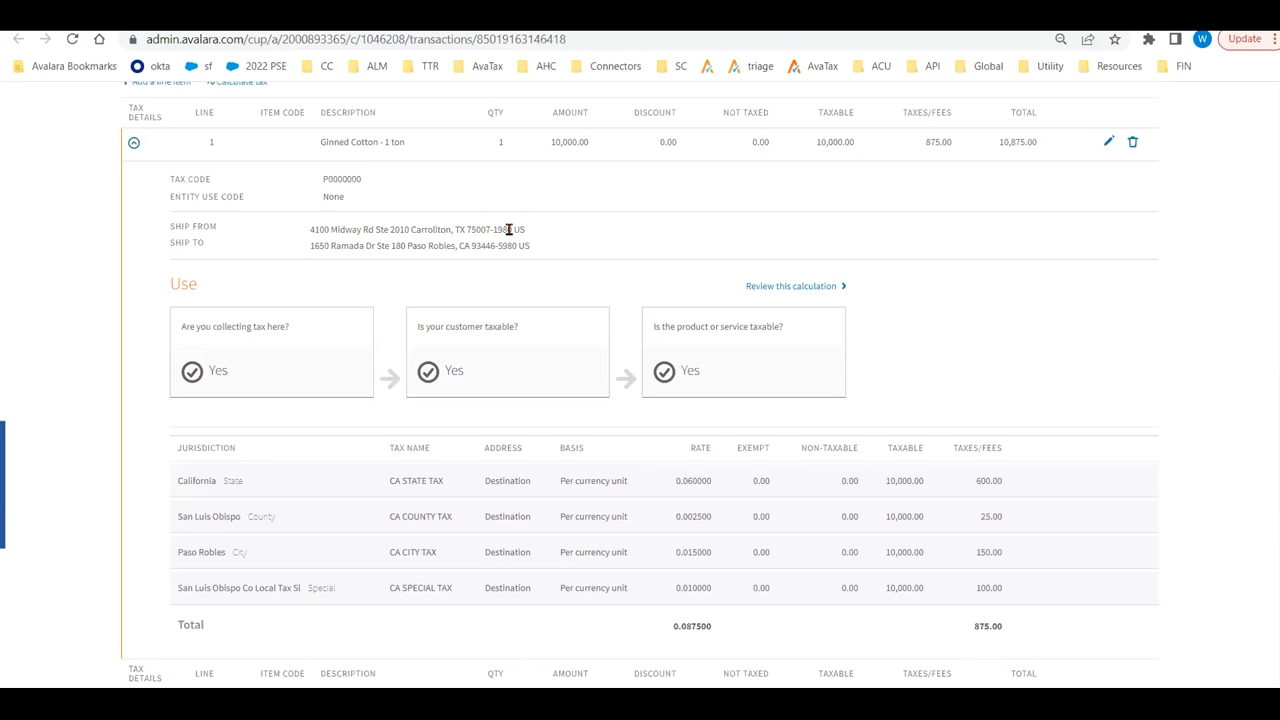 admin.avalara.com/cup/a/2000893365/c/1046208/transactions/85019163146418 W Update
Avalara Bookmarks okta sf 2022 PSE CC ALM TTR AvaTax AHC Connectors SC triage AvaTax ACU API Global Utility Resources FIN
Add a line item Calculate tax
TAX DETAILS LINE ITEM CODE DESCRIPTION QTY AMOUNT DISCOUNT NOT TAXED TAXABLE TAXES/FEES TOTAL
1 Ginned Cotton - 1 ton 1 10,000.00 0.00 0.00 10,000.00 875.00 10,875.00
TAX CODE P0000000
ENTITY USE CODE None
SHIP FROM 4100 Midway Rd Ste 2010 Carrollton, TX US
SHIP TO 1650 Ramada Dr Ste 180 Paso Robles, CA 93446-5980 US
Use Review this calculation
Are you collecting tax here? Is your customer taxable? Is the product or service taxable?
Yes Yes Yes
JURISDICTION TAX NAME ADDRESS BASIS RATE EXEMPT NON-TAXABLE TAXABLE TAXES/FEES
California State CA STATE TAX Destination Per currency unit 0.060000 0.00 0.00 10,000.00 600.00
San Luis Obispo County CA COUNTY TAX Destination Per currency unit 0.002500 0.00 0.00 10,000.00 25.00
Paso Robles City CA CITY TAX Destination Per currency unit 0.015000 0.00 0.00 10,000.00 150.00
San Luis Obispo Co Local Tax Sl Special CA SPECIAL TAX Destination Per currency unit 0.010000 0.00 0.00 10,000.00 100.00
Total 0.087500 875.00
TAX DETAILS LINE ITEM CODE DESCRIPTION QTY AMOUNT DISCOUNT NOT TAXED TAXABLE TAXES/FEES TOTAL